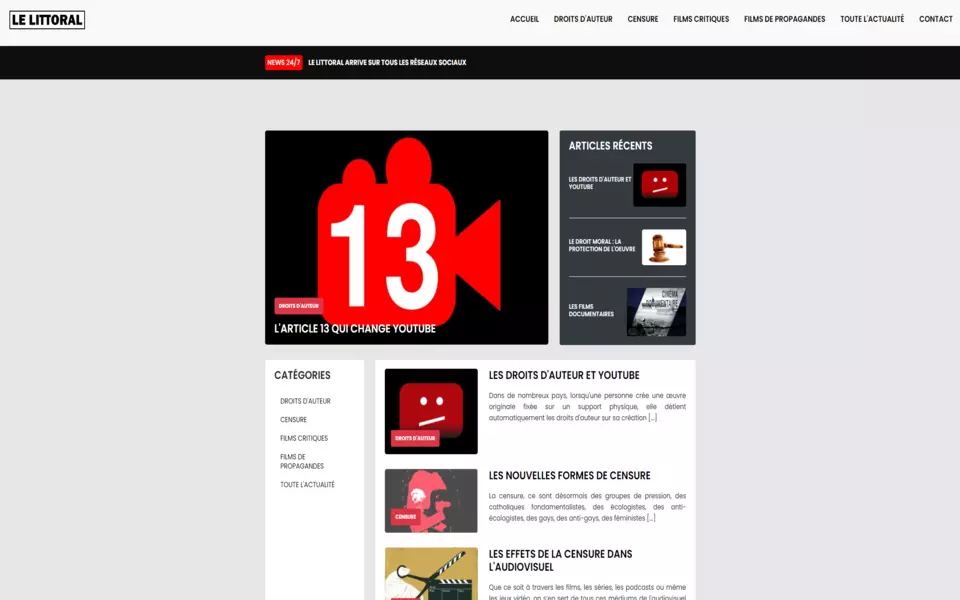 LE LITTORAL
ACCUEIL DROITS D'AUTEUR CENSURE FILMS CRITIQUES FILMS DE PROPAGANDES TOUTE L'ACTUALITÉ CONTACT
NEWS 24/7 LE LITTORAL ARRIVE SUR TOUS LES RÉSEAUX SOCIAUX
13
DROITS D'AUTEUR
L'ARTICLE 13 QUI CHANGE YOUTUBE
ARTICLES RÉCENTS
LES DROITS D'AUTEUR ET
YOUTUBE
LE DROIT MORAL : LA
PROTECTION DE L'OEUVRE
LES FILMS
DOCUMENTAIRES
CINÉMA
DOCUMENTAIRE
CATÉGORIES
DROITS D'AUTEUR
CENSURE
FILMS CRITIQUES
FILMS DE
PROPAGANDES
TOUTE L'ACTUALITÉ
DROITS D'AUTEUR
LES DROITS D'AUTEUR ET YOUTUBE
Dans de nombreux pays, lorsqu'une personne crée une œuvre
originale fixée sur un support physique, elle détient
automatiquement les droits d'auteur sur sa création [...]
CENSURE
LES NOUVELLES FORMES DE CENSURE
La censure, ce sont désormais des groupes de pression, des
catholiques fondamentalistes, des écologistes, des anti-
écologistes, des gays, des anti-gays, des féministes [...]
LES EFFETS DE LA CENSURE DANS
L'AUDIOVISUEL
Que ce soit à travers les films, les séries, les podcasts ou même
les jeux vidéo, on s'en sert de tous ces médiums de l'audiovisuel